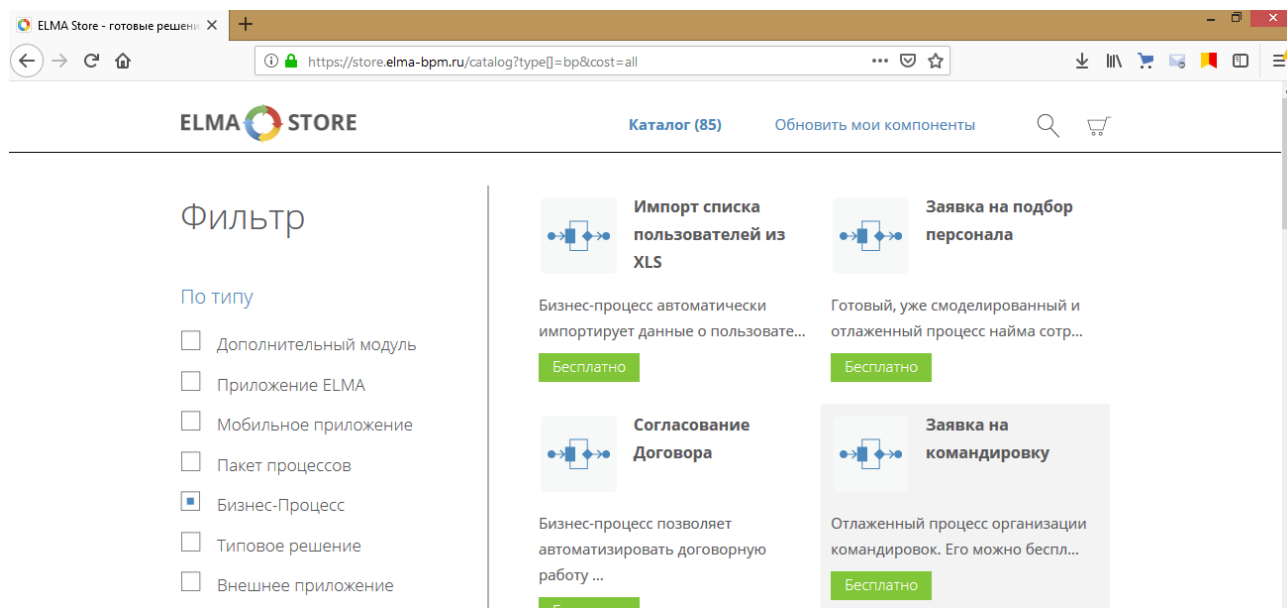 ELMA Store - готовые решени
https://store.elma-bpm.ru/catalog?type[]=bp&cost=all
ELMA STORE
Каталог (85)
Обновить мои компоненты
Фильтр
По типу
Дополнительный модуль
Приложение ELMA
Мобильное приложение
Пакет процессов
Бизнес-Процесс
Типовое решение
Внешнее приложение
Импорт списка
пользователей из
XLS
Бизнес-процесс автоматически
импортирует данные о пользовате...
Бесплатно
Заявка на подбор
персонала
Готовый, уже смоделированный и
отлаженный процесс найма сотр...
Бесплатно
Согласование
Договора
Бизнес-процесс позволяет
автоматизировать договорную
работу ...
Заявка на
командировку
Отлаженный процесс организации
командировок. Его можно беспл...
Бесплатно